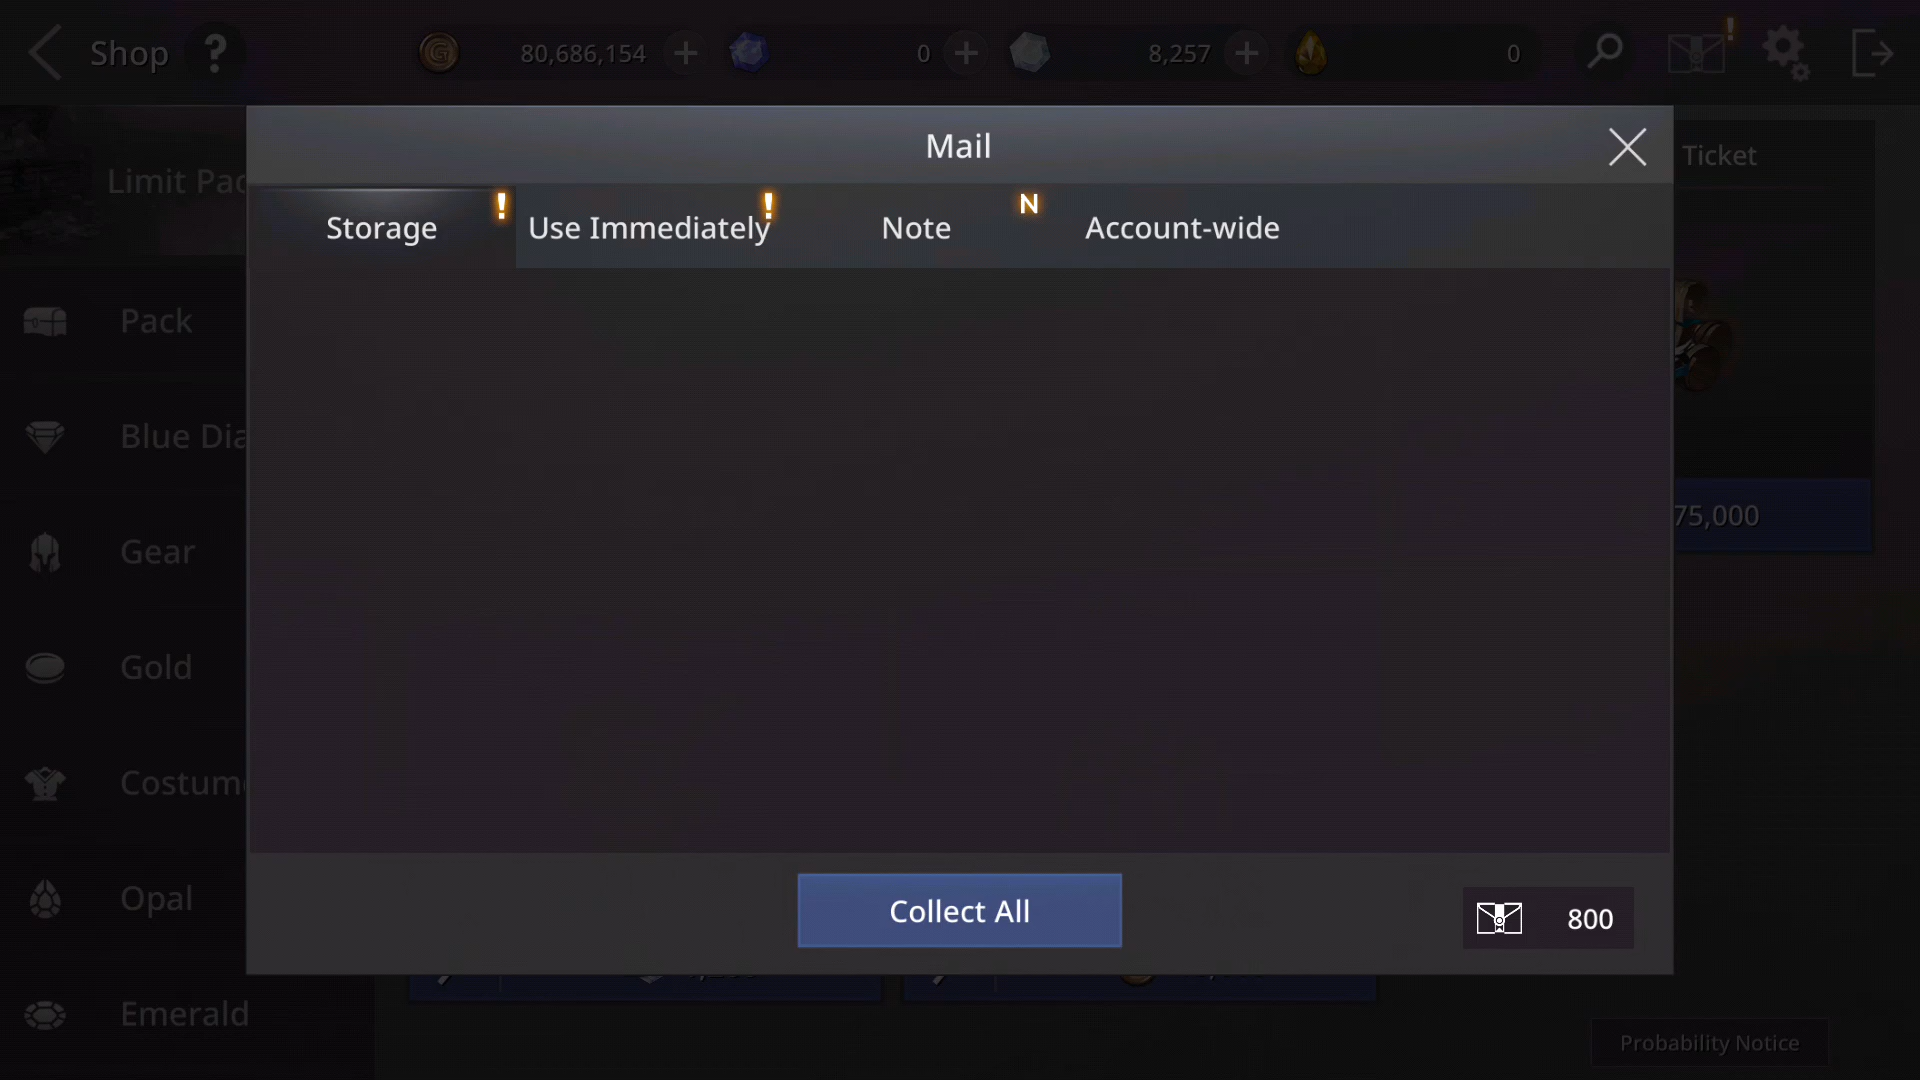 Shop ?
80,686,154
0
8,257
0
Mail
Storage
Use Immediately
Note
N
Account-wide
Ticket
Limit Pac
Pack
Blue Dia
Gear
75,000
Gold
Costume
Opal
Emerald
Collect All
800
Probability Notice